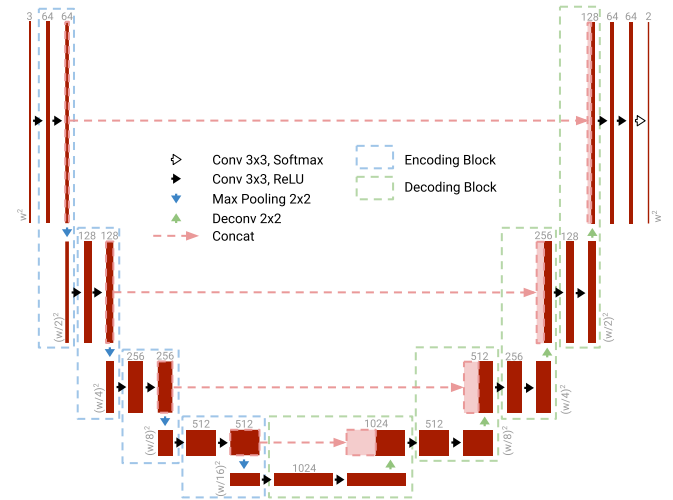 3 64 64
128 64 64 2
Conv 3x3, Softmax
Conv 3x3, ReLU
Max Pooling 2x2
Deconv 2x2
Concat
Encoding Block
Decoding Block
w²
w²
128 128
256 128
(w/2)²
(w/2)²
256 256
512 256
(w/4)²
(w/4)²
512 512
1024 512
(w/8)²
(w/8)²
1024
(w/16)²